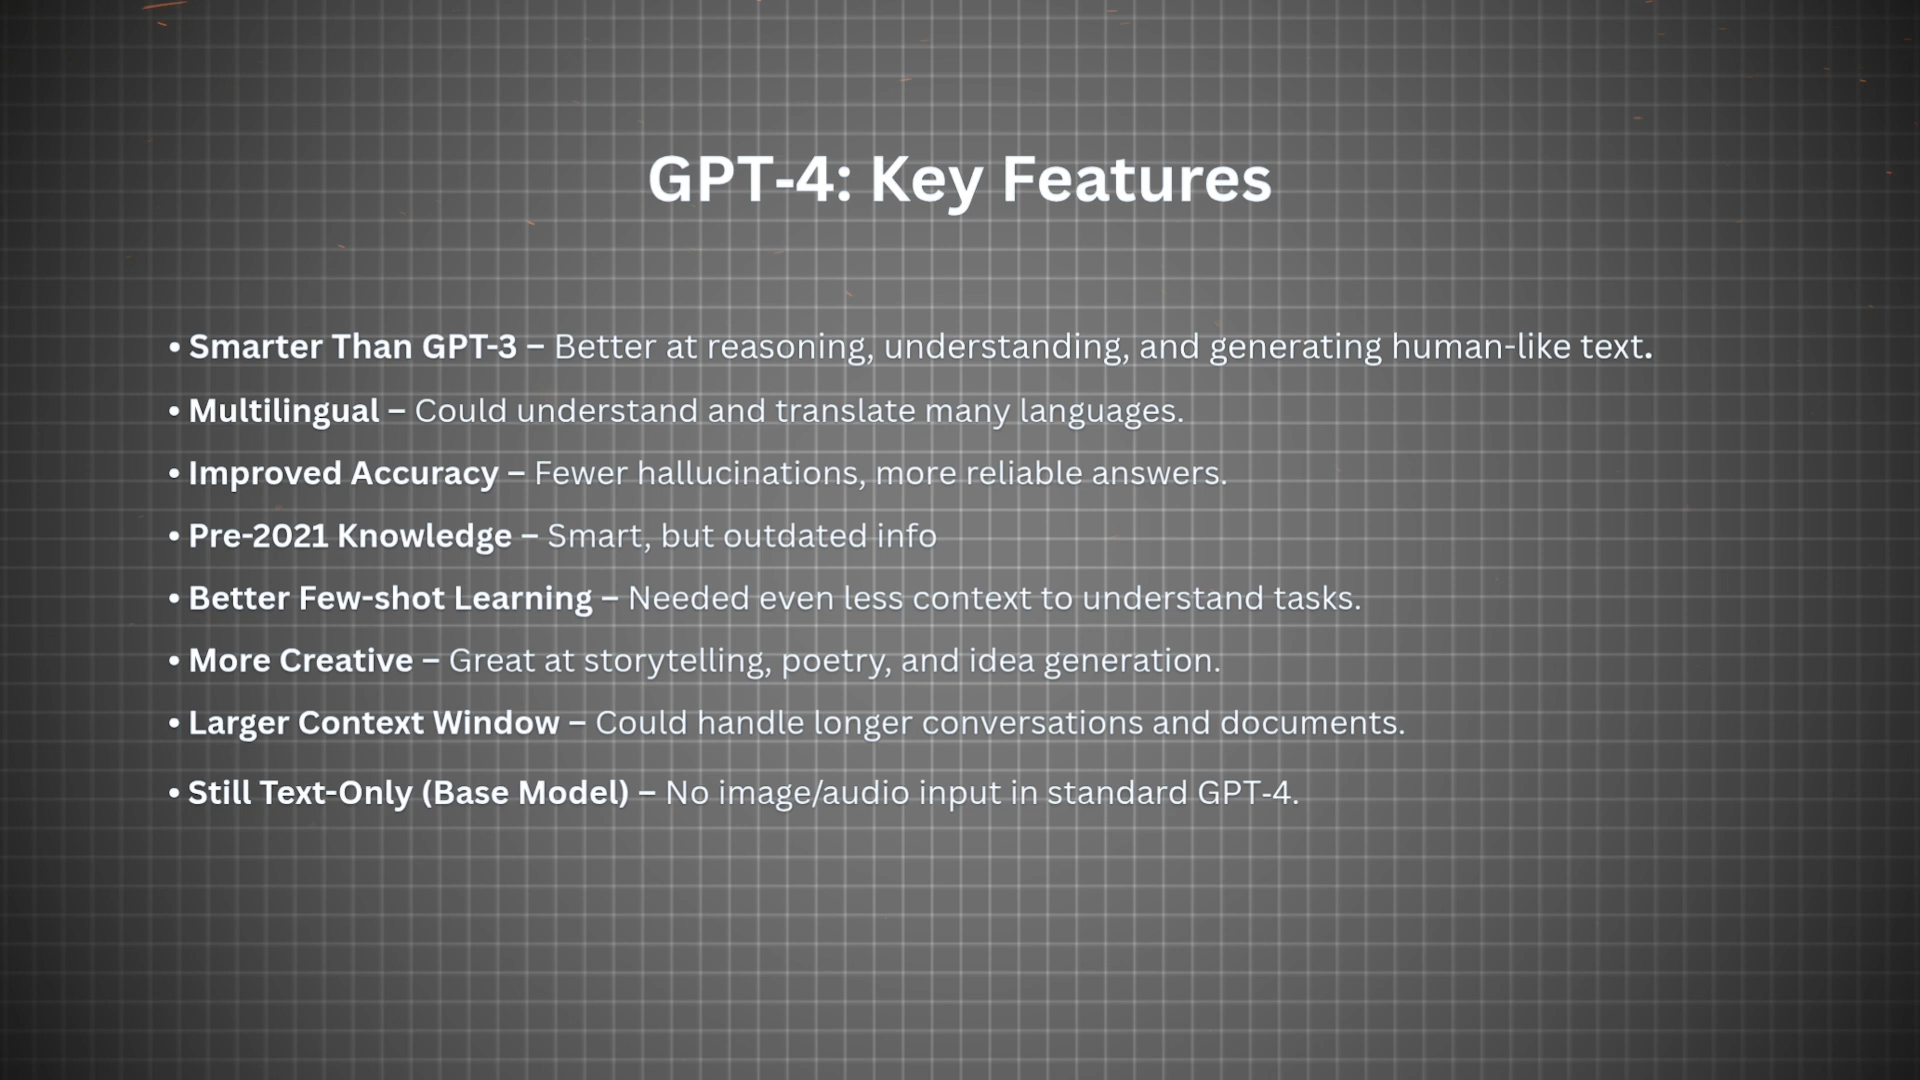 GPT-4: Key Features
• Smarter Than GPT-3 – Better at reasoning, understanding, and generating human-like text.
• Multilingual – Could understand and translate many languages.
• Improved Accuracy – Fewer hallucinations, more reliable answers.
• Pre-2021 Knowledge – Smart, but outdated info
• Better Few-shot Learning – Needed even less context to understand tasks.
• More Creative – Great at storytelling, poetry, and idea generation.
• Larger Context Window – Could handle longer conversations and documents.
• Still Text-Only (Base Model) – No image/audio input in standard GPT-4.